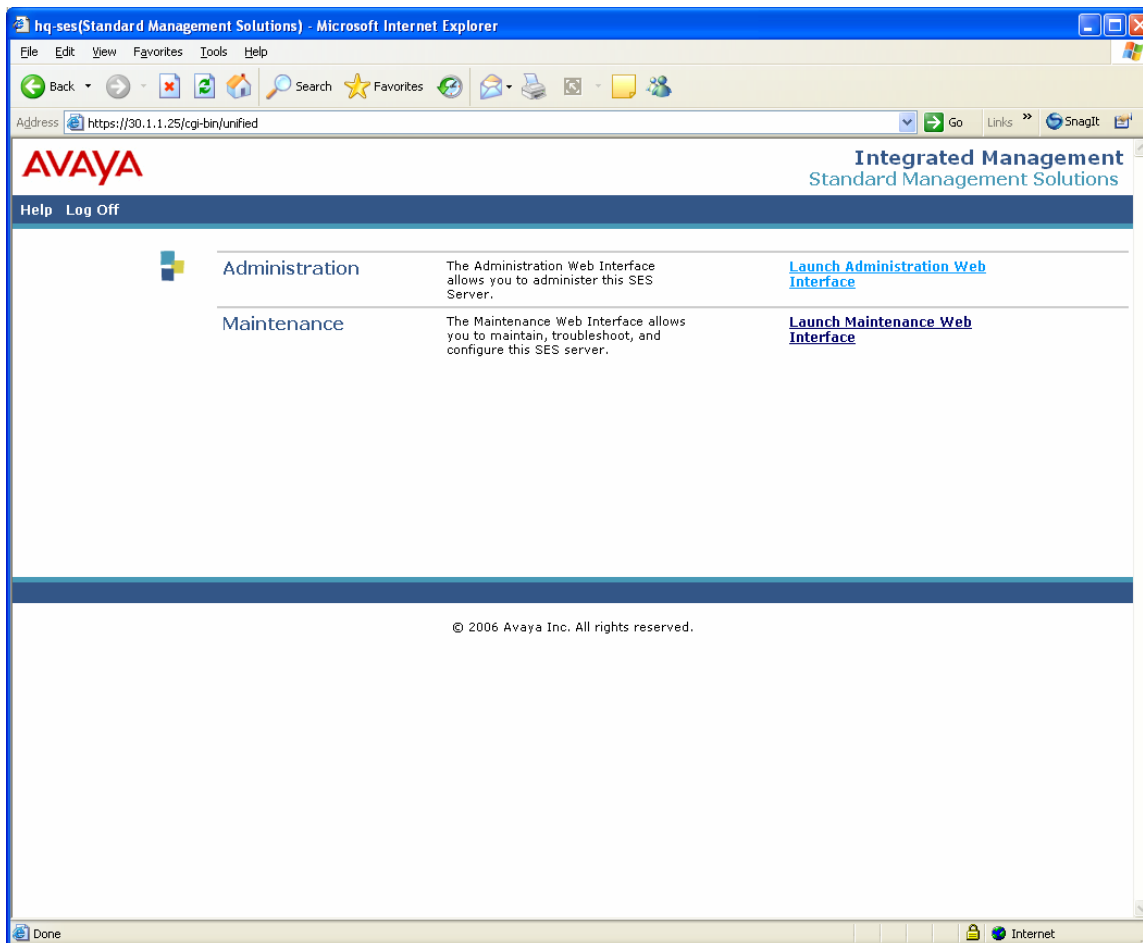 hq-ses(Standard Management Solutions) - Microsoft Internet Explorer
File Edit View Favorites Tools Help
Back Search Favorites
Address https://30.1.1.25/cgi-bin/unified Go Links » SnagIt
AVAYA
Integrated Management
Standard Management Solutions
Help Log Off
Administration
The Administration Web Interface
allows you to administer this SES
Server.
Launch Administration Web
Interface
Maintenance
The Maintenance Web Interface allows
you to maintain, troubleshoot, and
configure this SES server.
Launch Maintenance Web
Interface
© 2006 Avaya Inc. All rights reserved.
Done Internet